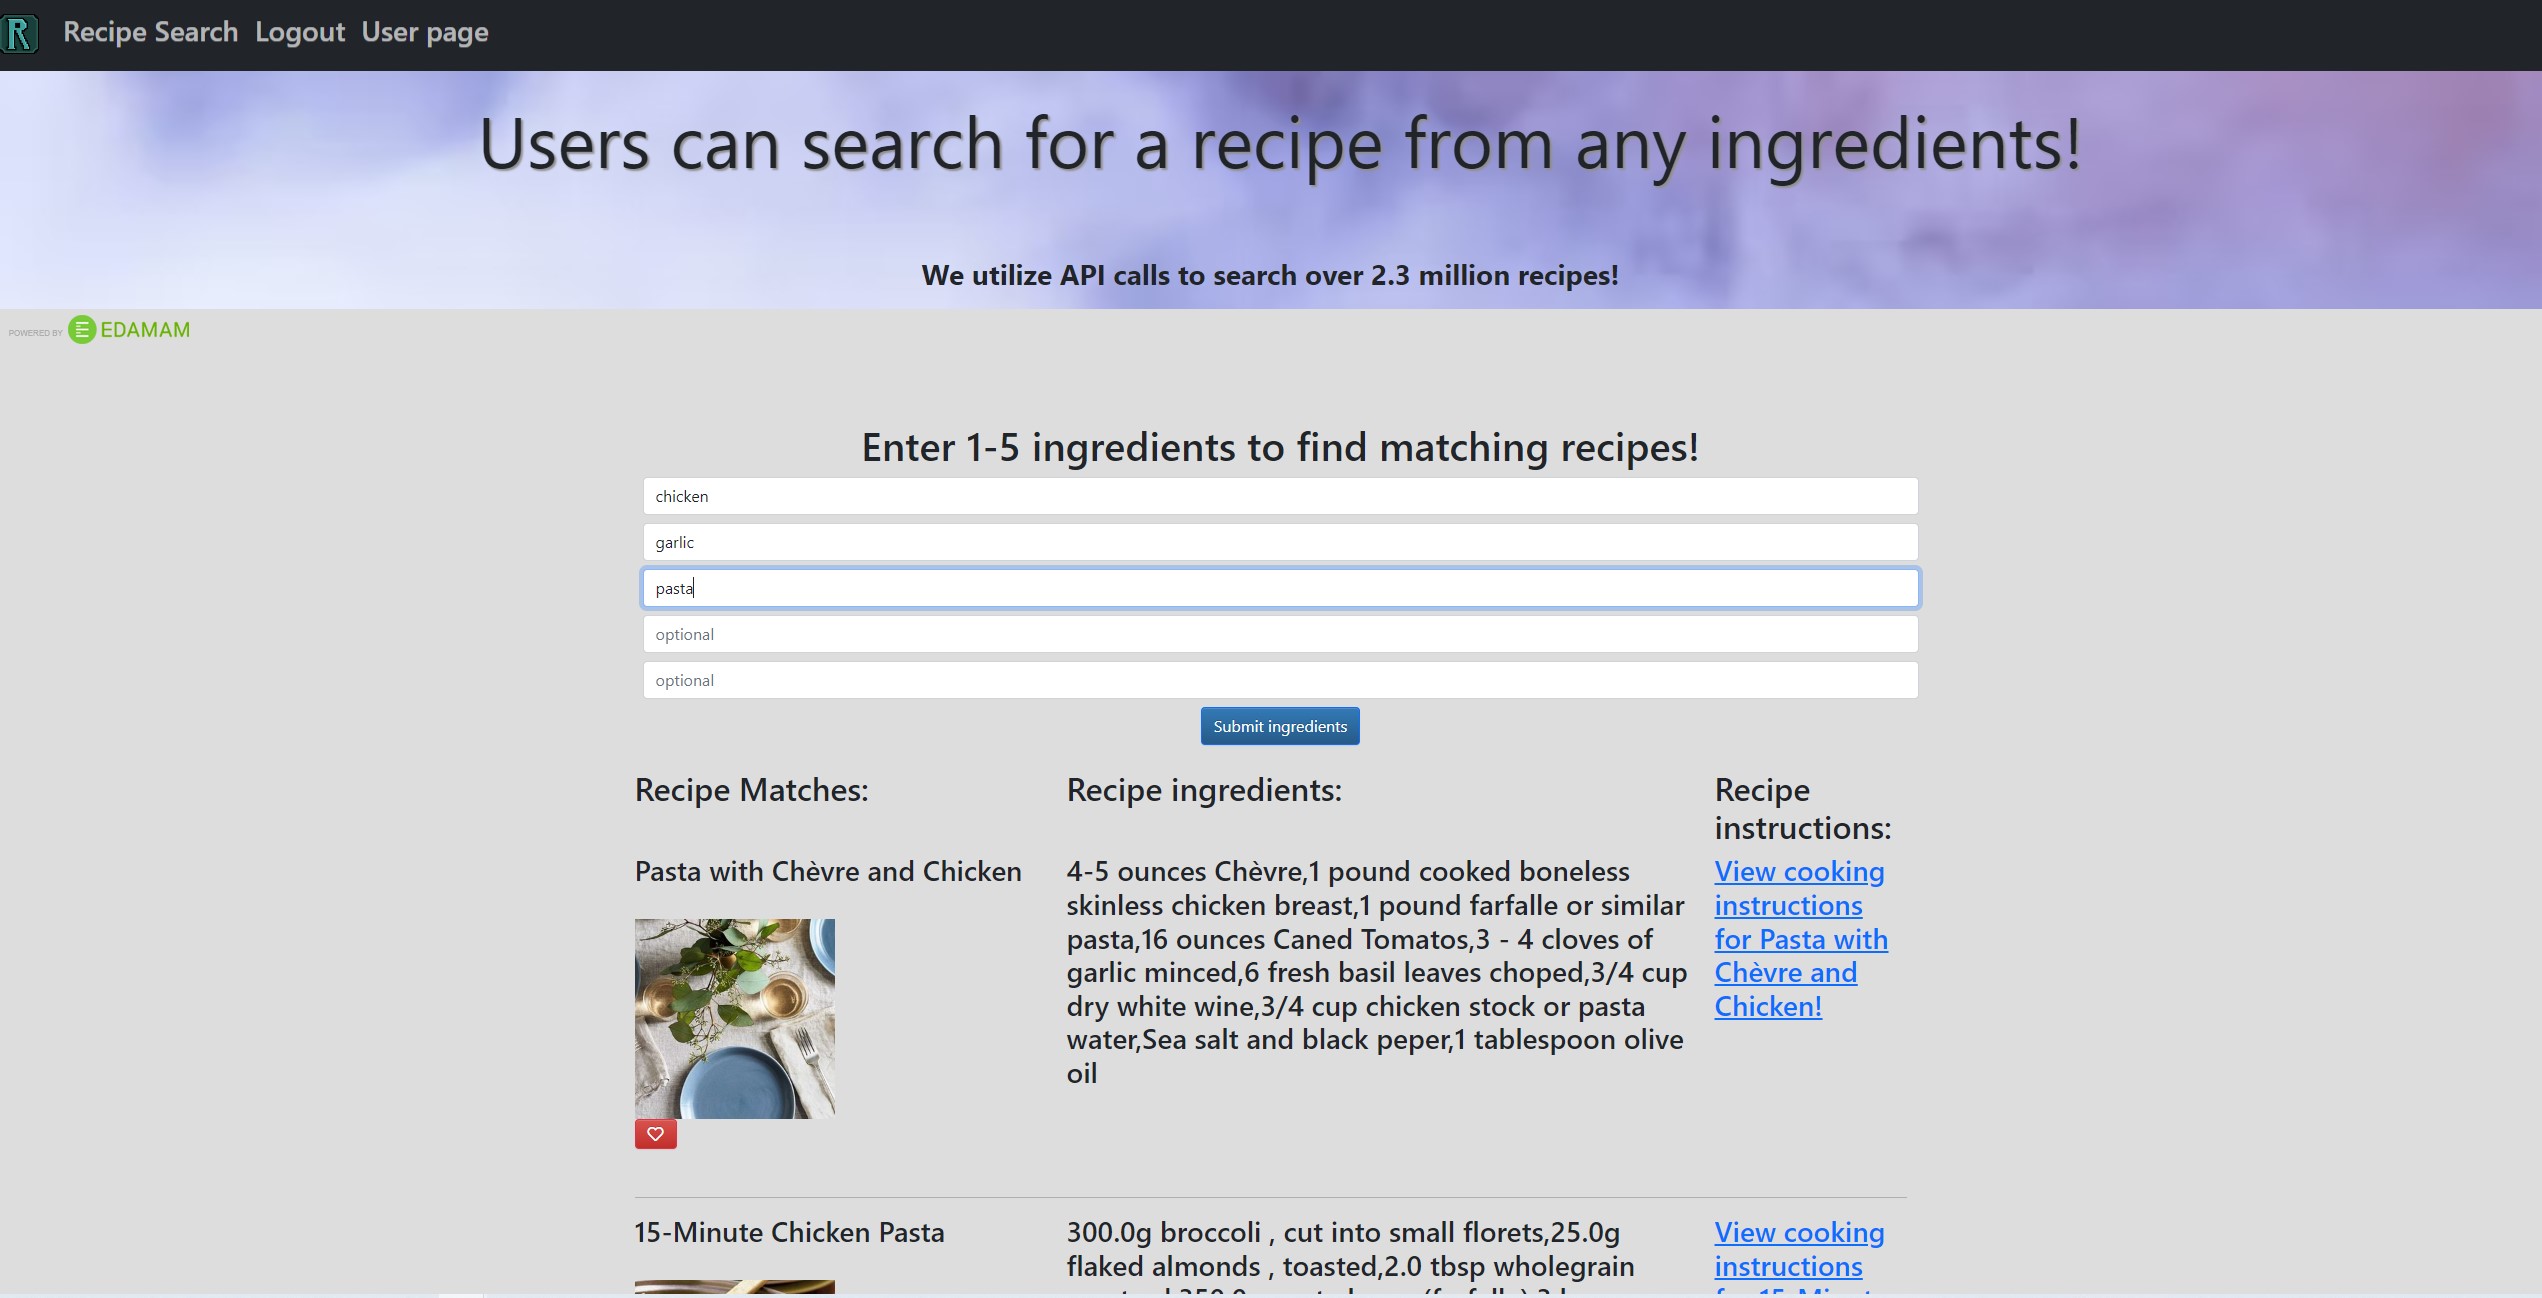 R Recipe Search Logout User page
Users can search for a recipe from any ingredients!
We utilize API calls to search over 2.3 million recipes!
POWERED BY EDAMAM
Enter 1-5 ingredients to find matching recipes!
chicken
garlic
pasta
optional
optional
Submit ingredients
Recipe Matches:
Recipe ingredients:
Recipe
instructions:
Pasta with Chèvre and Chicken
4-5 ounces Chèvre,1 pound cooked boneless
skinless chicken breast,1 pound farfalle or similar
pasta,16 ounces Caned Tomatos,3 - 4 cloves of
garlic minced,6 fresh basil leaves choped,3/4 cup
dry white wine,3/4 cup chicken stock or pasta
water,Sea salt and black peper,1 tablespoon olive
oil
View cooking
instructions
for Pasta with
Chèvre and
Chicken!
15-Minute Chicken Pasta
300.0g broccoli , cut into small florets,25.0g
flaked almonds , toasted,2.0 tbsp wholegrain
View cooking
instructions